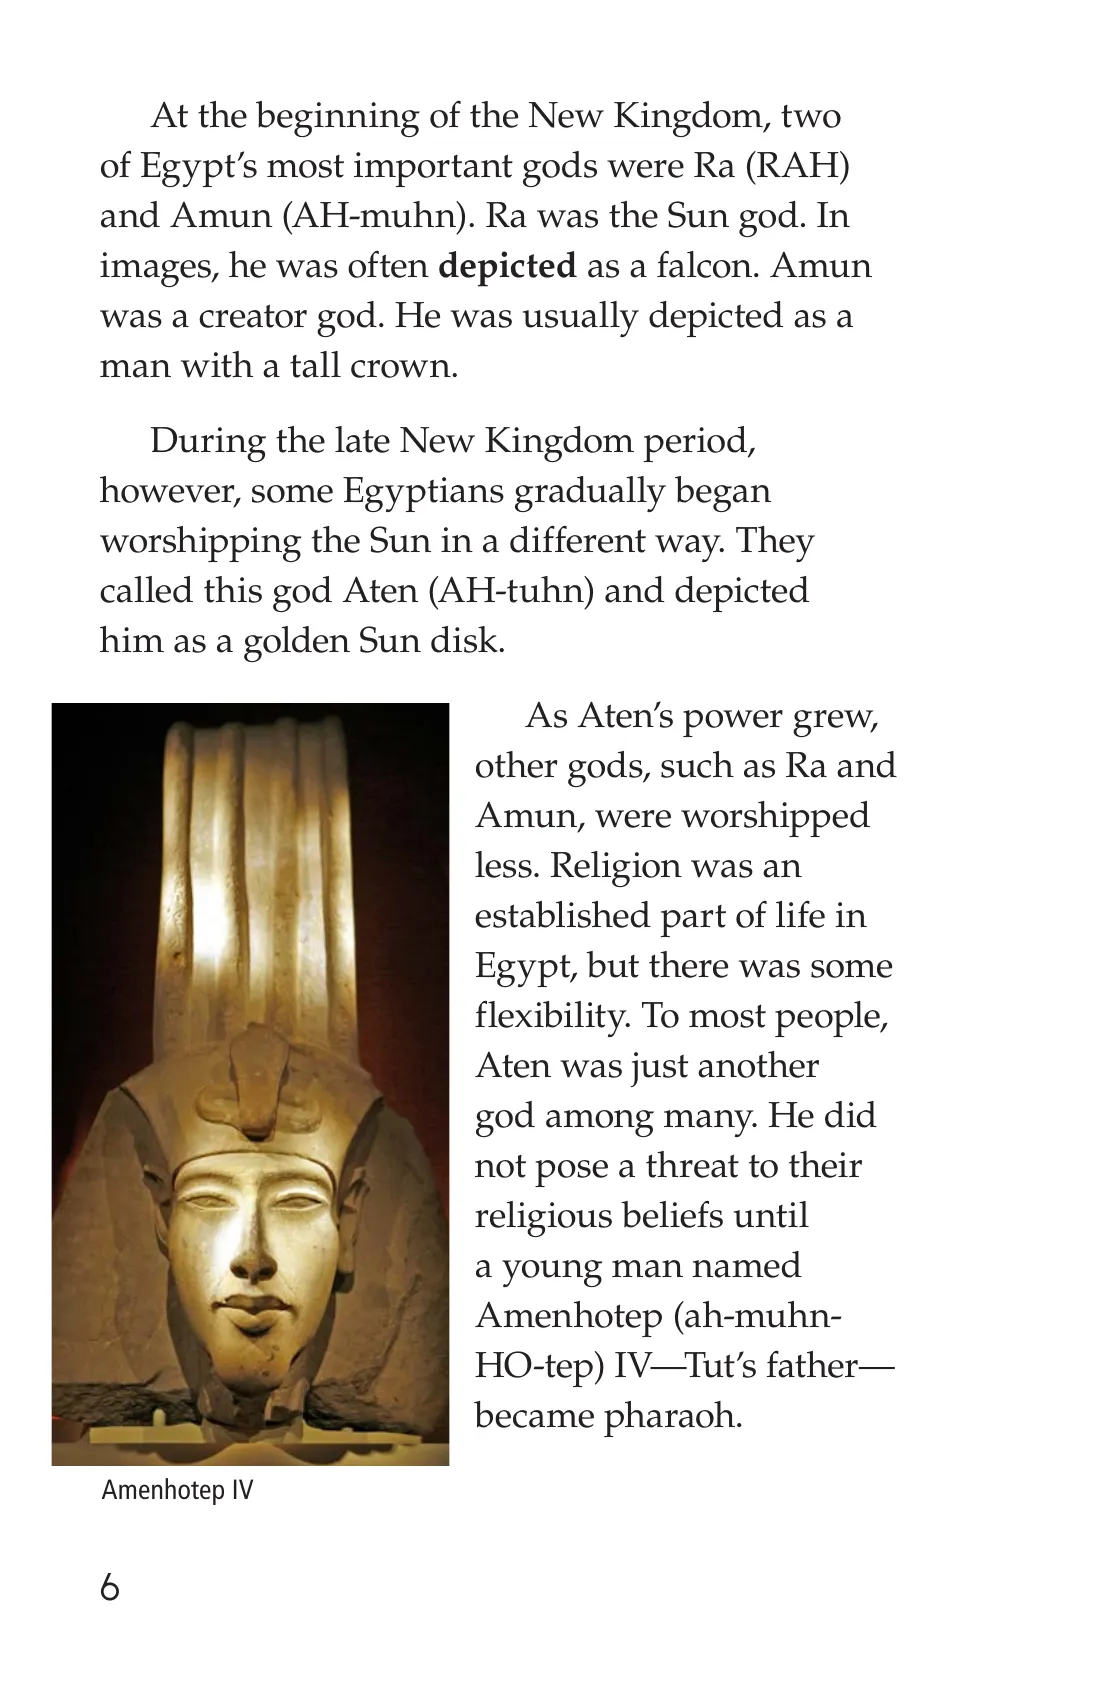 At the beginning of the New Kingdom, two
of Egypt’s most important gods were Ra (RAH)
and Amun (AH-muhn). Ra was the Sun god. In
images, he was often depicted as a falcon. Amun
was a creator god. He was usually depicted as a
man with a tall crown.
During the late New Kingdom period,
however, some Egyptians gradually began
worshipping the Sun in a different way. They
called this god Aten (AH-tuhn) and depicted
him as a golden Sun disk.
As Aten’s power grew,
other gods, such as Ra and
Amun, were worshipped
less. Religion was an
established part of life in
Egypt, but there was some
flexibility. To most people,
Aten was just another
god among many. He did
not pose a threat to their
religious beliefs until
a young man named
Amenhotep (ah-muhn-
HO-tep) IV—Tut’s father—
became pharaoh.
Amenhotep IV
6